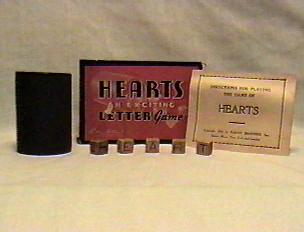 HEARTS
AN EXCITING
LETTER Game
DIRECTIONS FOR PLAYING
THE GAME OF
HEARTS
E A R T